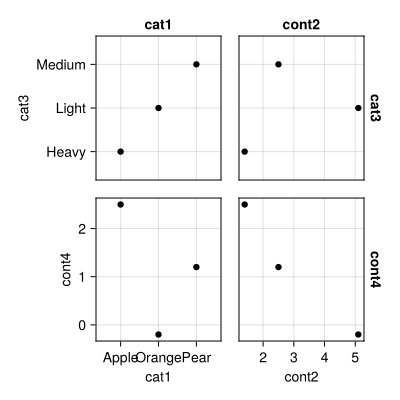 cat1 cont2
Medium
Light
Heavy
cat3
cat3
2
1
0
cont4
cont4
Apple Orange Pear
2 3 4 5
cat1 cont2